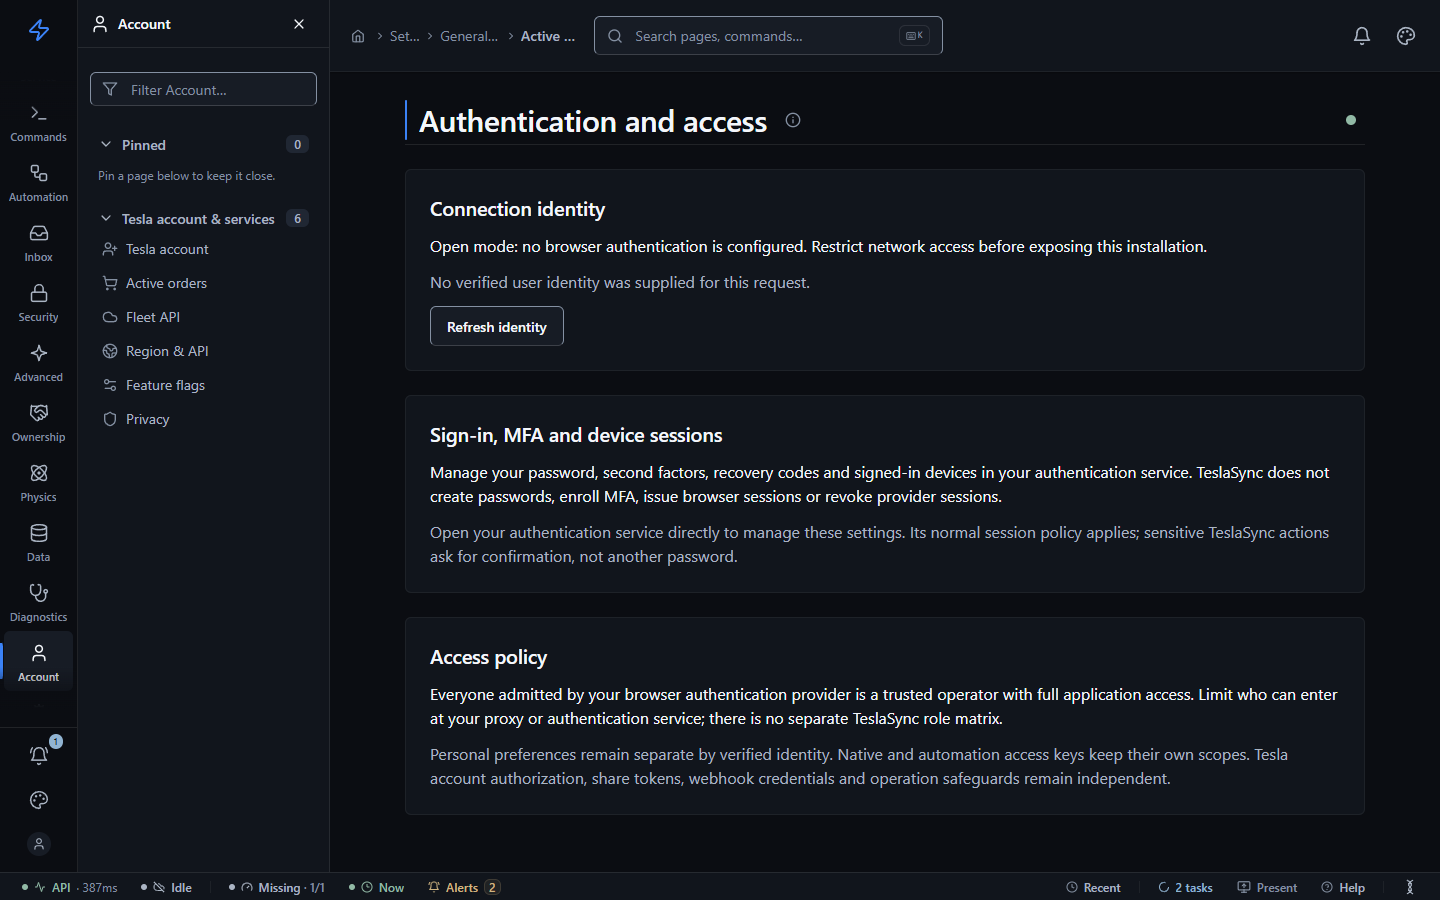 Account
Set...
General...
Active ...
Search pages, commands...
K
Filter Account...
Commands
Automation
Inbox
Security
Advanced
Ownership
Physics
Data
Diagnostics
Account
1
Pinned
0
Pin a page below to keep it close.
Tesla account & services
6
Tesla account
Active orders
Fleet API
Region & API
Feature flags
Privacy
Authentication and access
Connection identity
Open mode: no browser authentication is configured. Restrict network access before exposing this installation.
No verified user identity was supplied for this request.
Refresh identity
Sign-in, MFA and device sessions
Manage your password, second factors, recovery codes and signed-in devices in your authentication service. TeslaSync does not
create passwords, enroll MFA, issue browser sessions or revoke provider sessions.
Open your authentication service directly to manage these settings. Its normal session policy applies; sensitive TeslaSync actions
ask for confirmation, not another password.
Access policy
Everyone admitted by your browser authentication provider is a trusted operator with full application access. Limit who can enter
at your proxy or authentication service; there is no separate TeslaSync role matrix.
Personal preferences remain separate by verified identity. Native and automation access keys keep their own scopes. Tesla
account authorization, share tokens, webhook credentials and operation safeguards remain independent.
API · 387ms
Idle
Missing · 1/1
Now
Alerts 2
Recent
2 tasks
Present
Help